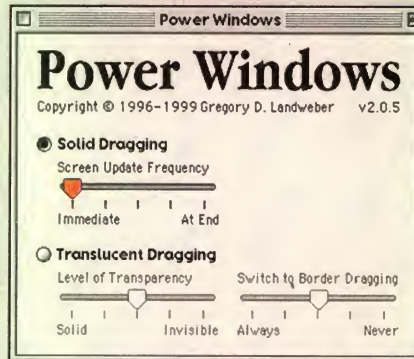 Power Windows
Power Windows
Copyright © 1996-1999 Gregory D. Landweber v2.0.5
Solid Dragging
Screen Update Frequency
Immediate At End
Translucent Dragging
Level of Transparency Switch to Border Dragging
Solid Invisible Always Never